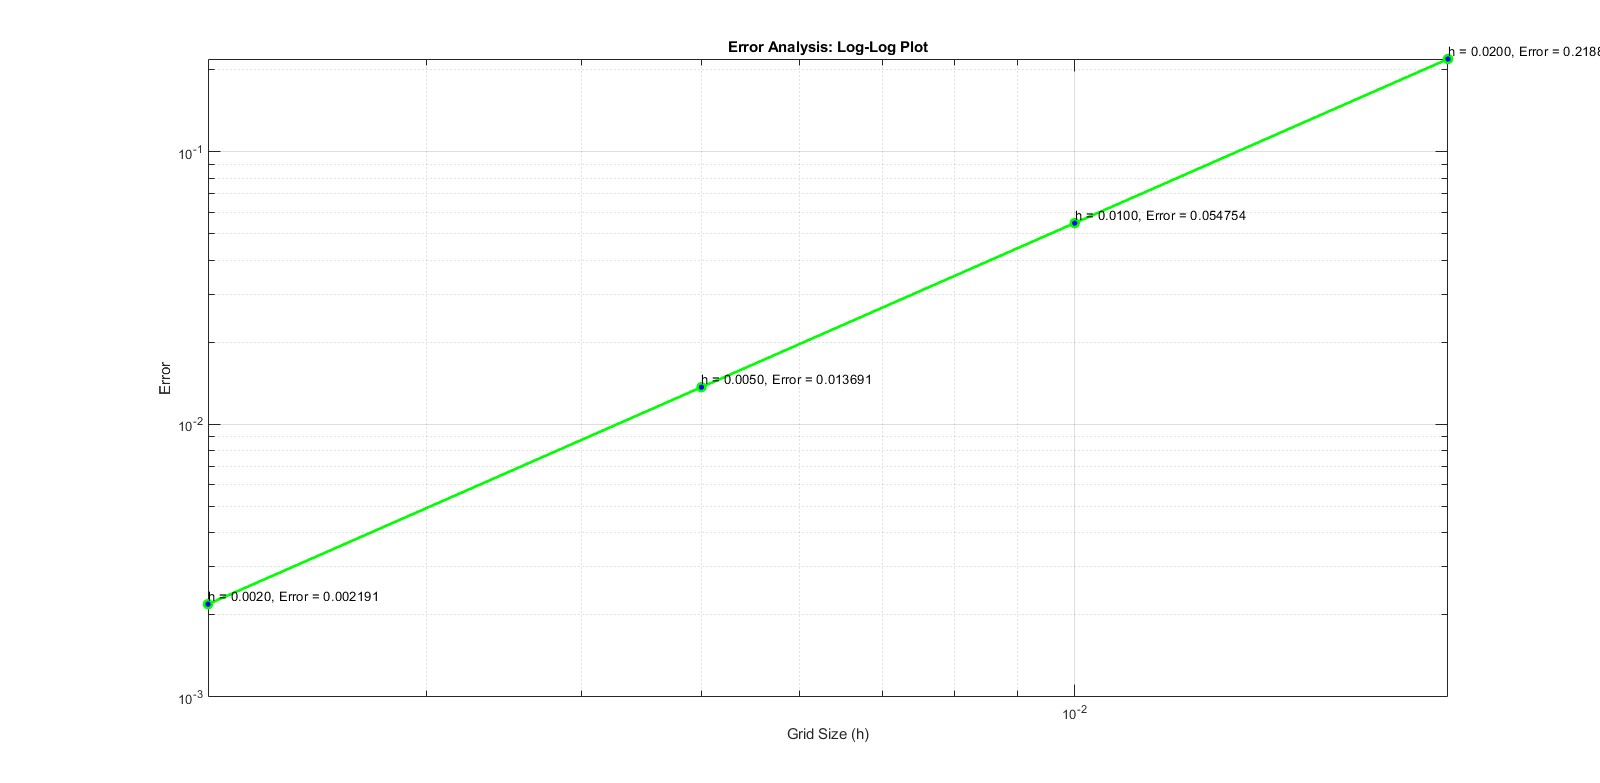 Error Analysis: Log-Log Plot
h = 0.0200, Error = 0.218
10-1
h = 0.0100, Error = 0.054754
h = 0.0050, Error = 0.013691
Error
10-2
h = 0.0020, Error = 0.002191
10-3
10-2
Grid Size (h)